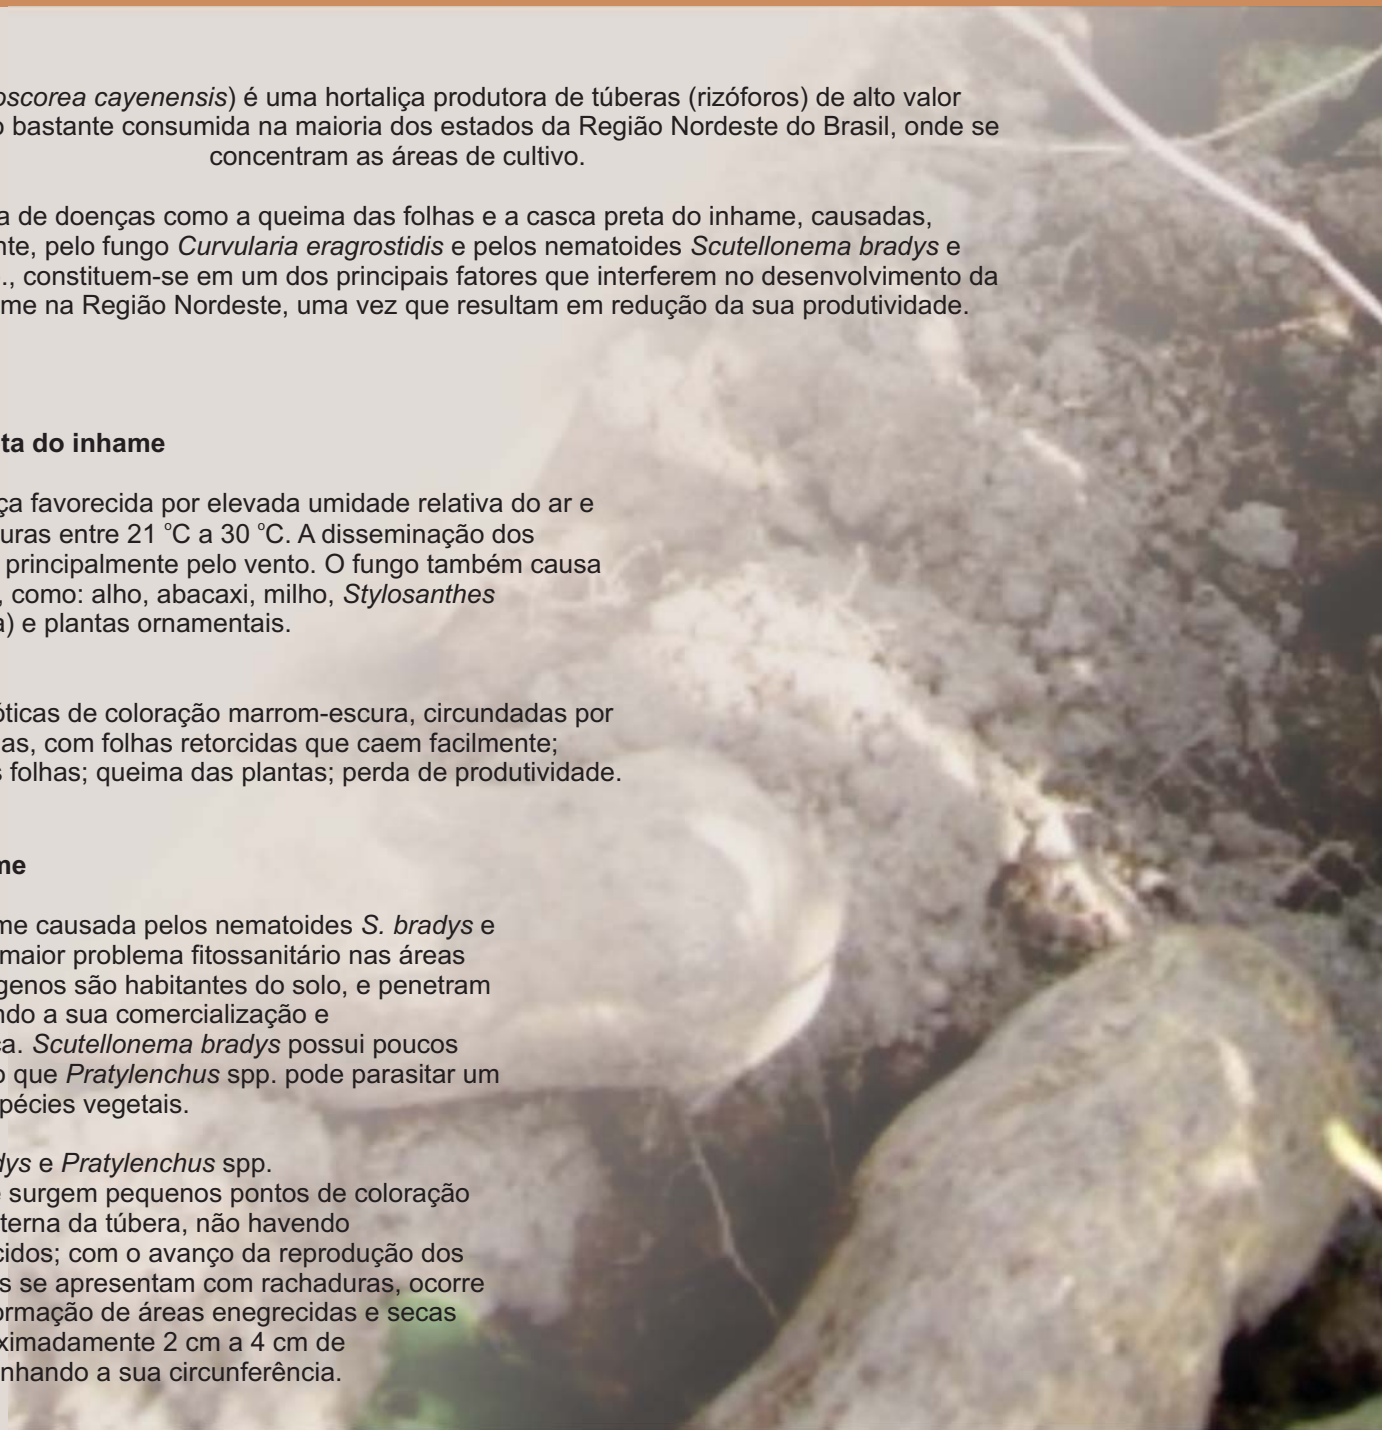 oscorea cayenensis) é uma hortaliça produtora de túberas (rizóforos) de alto valor
o bastante consumida na maioria dos estados da Região Nordeste do Brasil, onde se
concentram as áreas de cultivo.
a de doenças como a queima das folhas e a casca preta do inhame, causadas,
nte, pelo fungo Curvularia eragrostidis e pelos nematoides Scutellonema bradys e
., constituem-se em um dos principais fatores que interferem no desenvolvimento da
me na Região Nordeste, uma vez que resultam em redução da sua produtividade.
ta do inhame
ça favorecida por elevada umidade relativa do ar e
uras entre 21 °C a 30 °C. A disseminação dos
principalmente pelo vento. O fungo também causa
, como: alho, abacaxi, milho, Stylosanthes
a) e plantas ornamentais.
óticas de coloração marrom-escura, circundadas por
as, com folhas retorcidas que caem facilmente;
s folhas; queima das plantas; perda de produtividade.
me
me causada pelos nematoides S. bradys e
maior problema fitossanitário nas áreas
genos são habitantes do solo, e penetram
ndo a sua comercialização e
ca. Scutellonema bradys possui poucos
o que Pratylenchus spp. pode parasitar um
pécies vegetais.
dys e Pratylenchus spp.
e surgem pequenos pontos de coloração
terna da túbera, não havendo
cidos; com o avanço da reprodução dos
s se apresentam com rachaduras, ocorre
ormação de áreas enegrecidas e secas
ximadamente 2 cm a 4 cm de
nhando a sua circunferência.